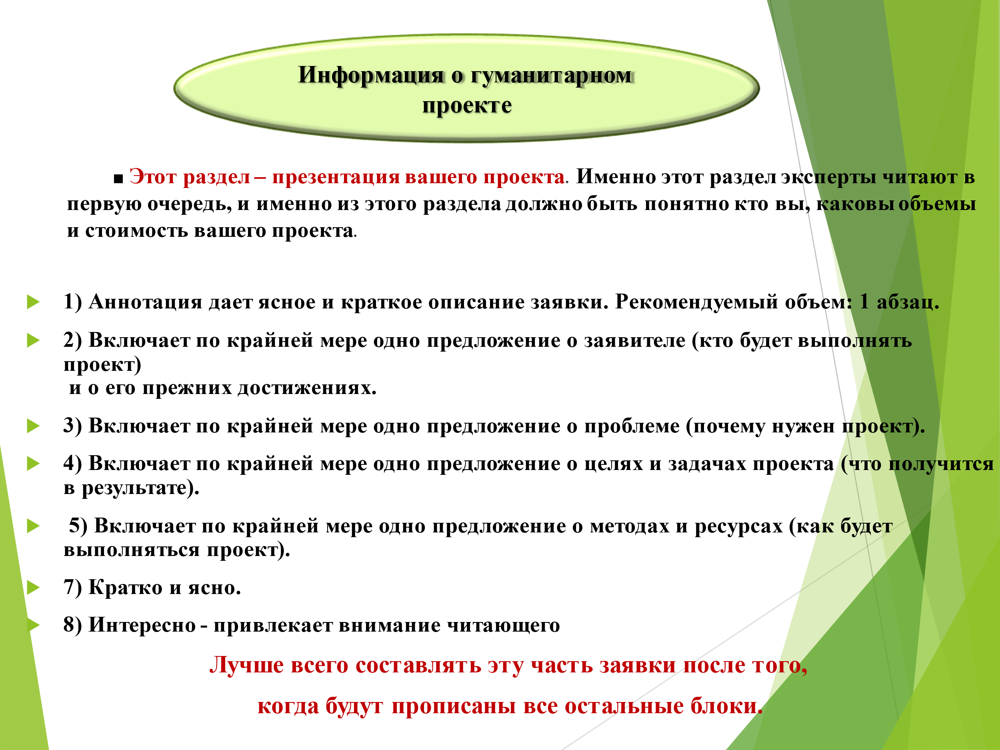 Информация о гуманитарном
проекте
▪ Этот раздел – презентация вашего проекта. Именно этот раздел эксперты читают в
первую очередь, и именно из этого раздела должно быть понятно кто вы, каковы объемы
и стоимость вашего проекта.
1) Аннотация дает ясное и краткое описание заявки. Рекомендуемый объем: 1 абзац.
2) Включает по крайней мере одно предложение о заявителе (кто будет выполнять
проект)
и о его прежних достижениях.
3) Включает по крайней мере одно предложение о проблеме (почему нужен проект).
4) Включает по крайней мере одно предложение о целях и задачах проекта (что получится
в результате).
5) Включает по крайней мере одно предложение о методах и ресурсах (как будет
выполняться проект).
7) Кратко и ясно.
8) Интересно - привлекает внимание читающего
Лучше всего составлять эту часть заявки после того,
когда будут прописаны все остальные блоки.